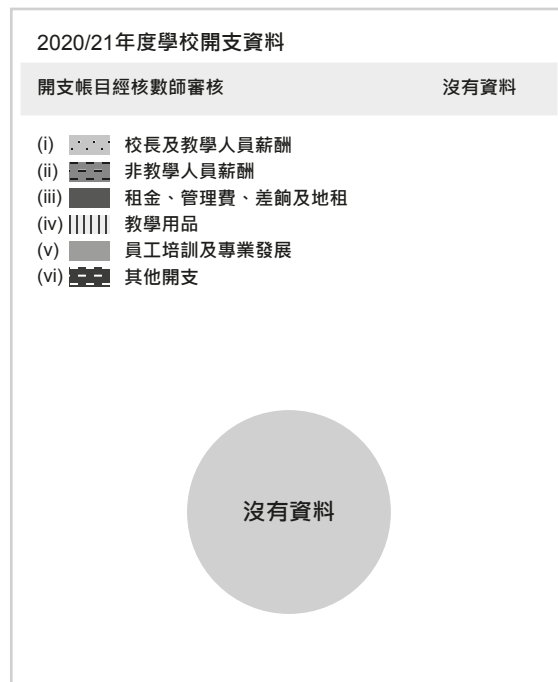 2020/21年度學校開支資料
開支帳目經核數師審核 沒有資料
(i) 校長及教學人員薪酬
(ii) 非教學人員薪酬
(iii) 租金、管理費、差餉及地租
(iv) 教學用品
(v) 員工培訓及專業發展
(vi) 其他開支
沒有資料